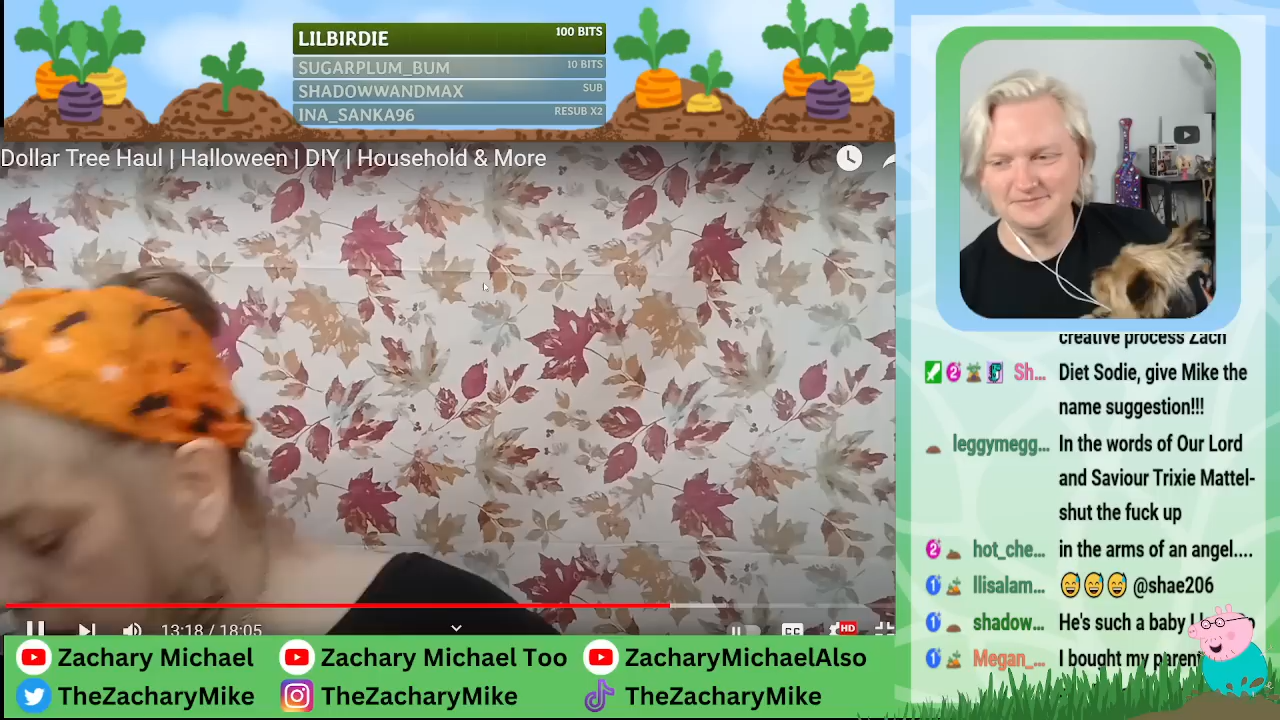 LILBIRDIE 100 BITS
SUGARPLUM_BUM 10 BITS
SHADOWWANDMAX SUB
INA_SANKA96 RESUB X2
Dollar Tree Haul | Halloween | DIY | Household & More
13:18 / 18:05
CC
HD
creative process Zach
Sh... Diet Sodie, give Mike the
name suggestion!!!
leggymegg... In the words of Our Lord
and Saviour Trixie Mattel-
shut the fuck up
hot_che... in the arms of an angel....
llisalam... 😅😅😅 @shae206
shadow... He's such a baby I
Megan_... I bought my parent
Zachary Michael
Zachary Michael Too
ZacharyMichaelAlso
TheZacharyMike
TheZacharyMike
TheZacharyMike